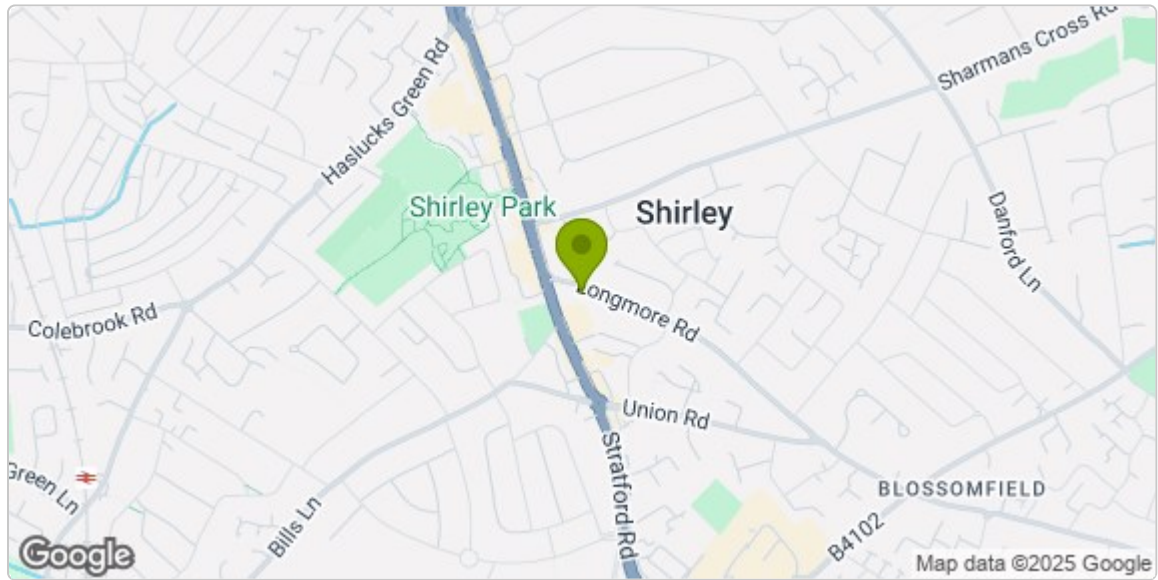 Sharmans Cross Rd
Haslucks Green Rd
Shirley Park
Shirley
Danford Ln
Longmore Rd
Colebrook Rd
Union Rd
Stratford Rd
Green Ln
BLOSSOMFIELD
Bills Ln
B4102
Google
Map data ©2025 Google